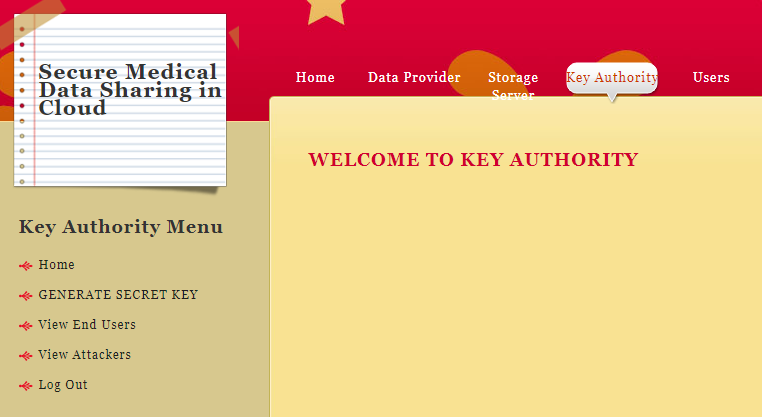 Secure Medical
Data Sharing in
Cloud
Home
Data Provider
Storage
Server
Key Authority
Users
WELCOME TO KEY AUTHORITY
Key Authority Menu
Home
GENERATE SECRET KEY
View End Users
View Attackers
Log Out